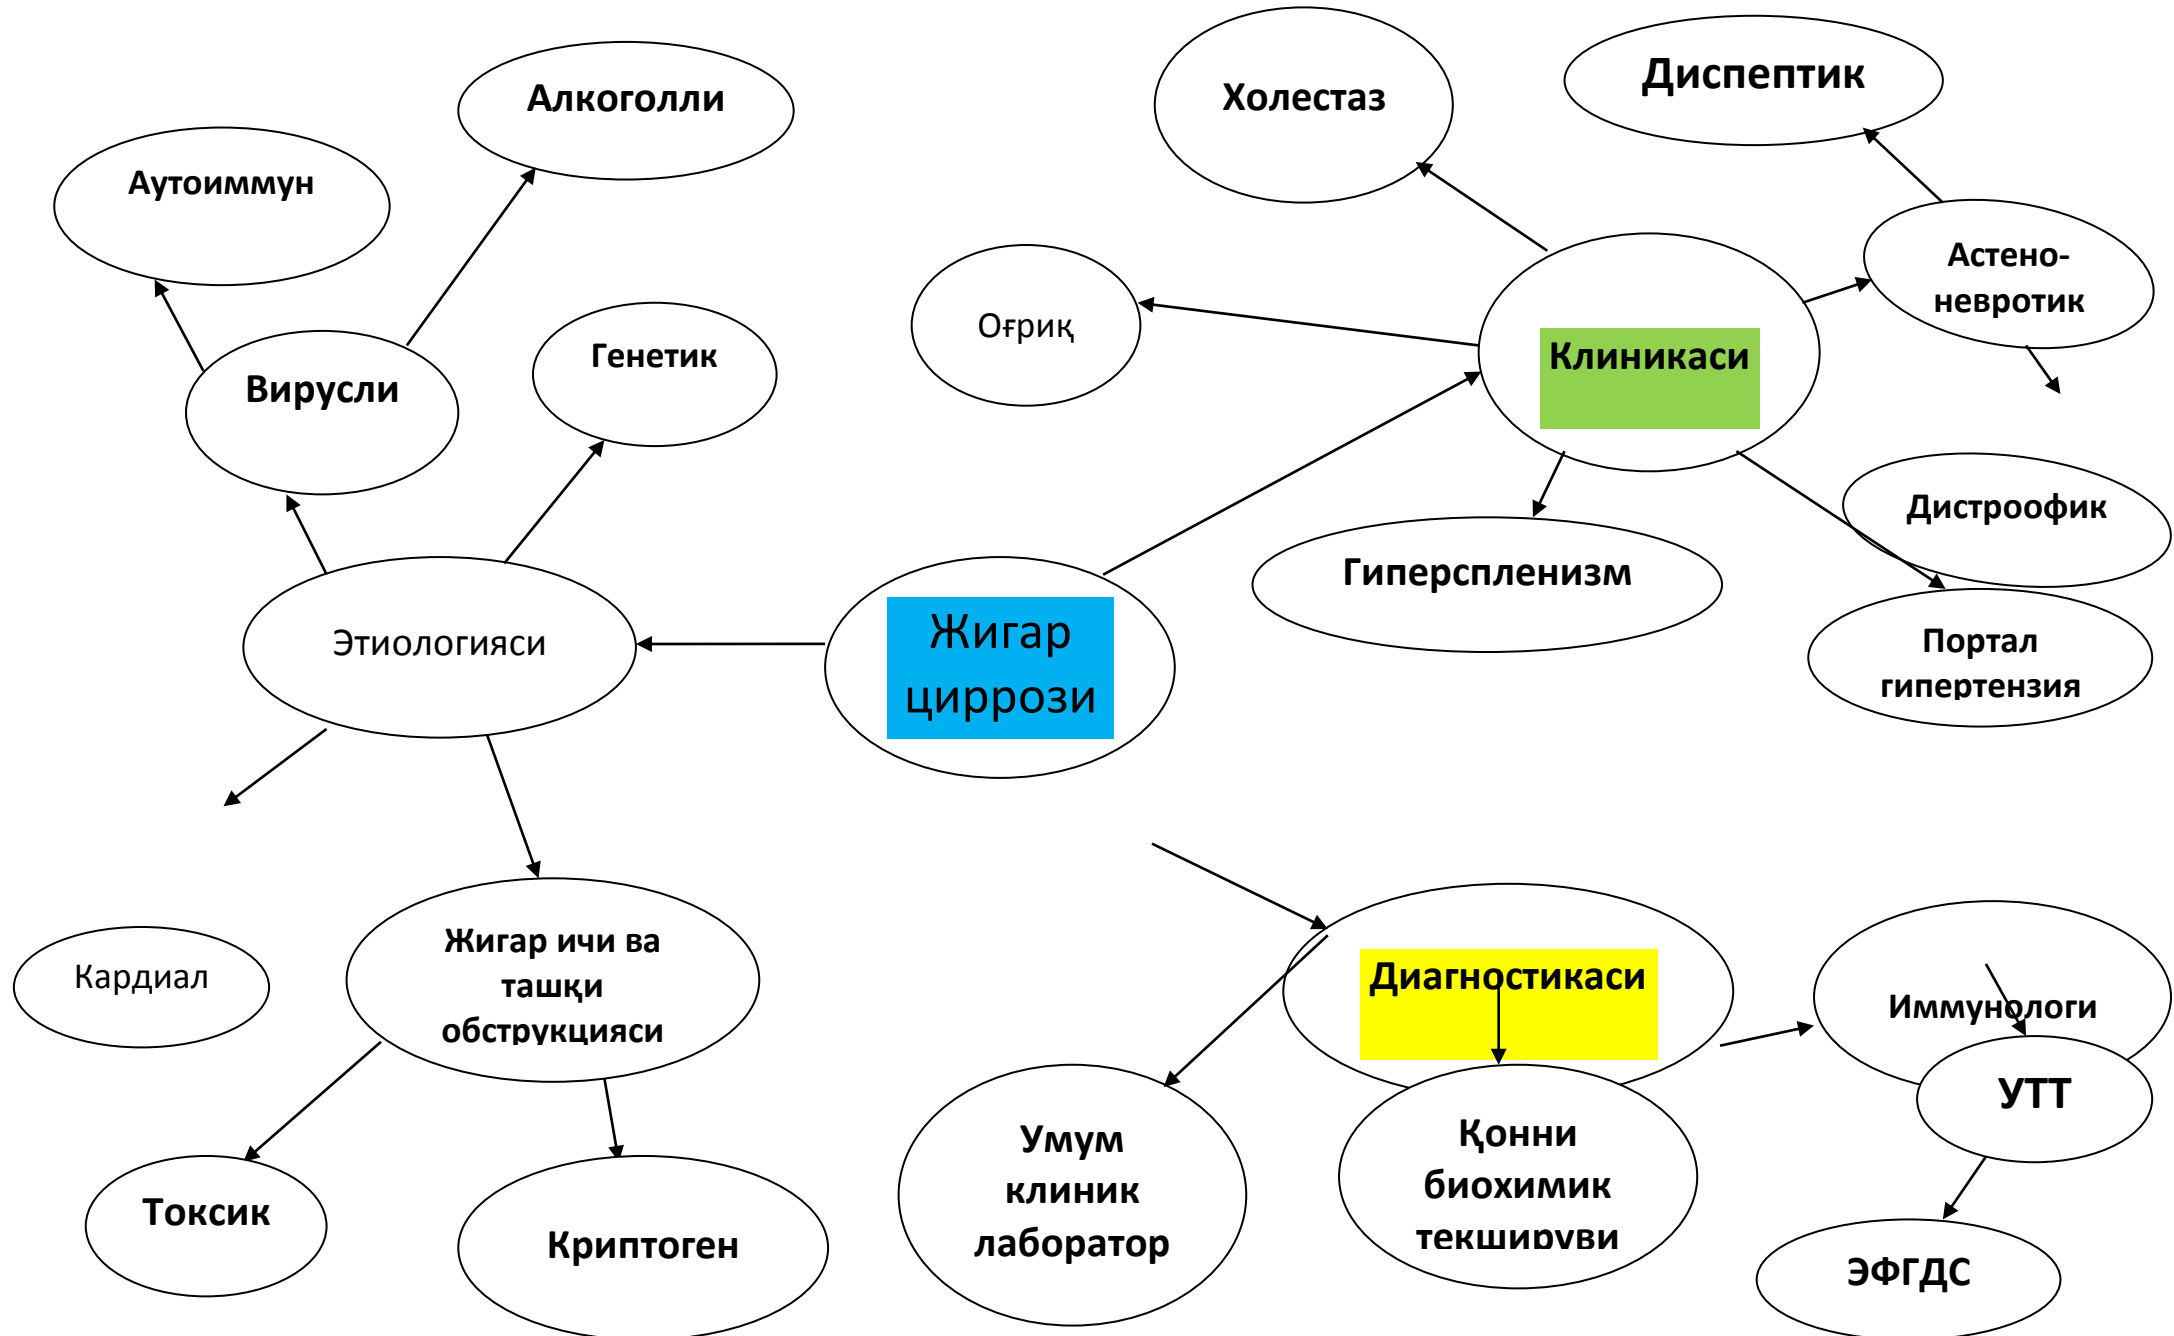 Алкоголли
Аутоиммун
Вирусли
Генетик
Этиологияси
Жигар
циррози
Холестаз
Диспептик
Оғриқ
Клиникаси
Астено-
невротик
Гиперспленизм
Дистроофик
Портал
гипертензия
Кардиал
Жигар ичи ва
ташқи
обструкцияси
Токсик
Криптоген
Диагностикаси
Умум
клиник
лаборатор
Қонни
биохимик
текшируви
Иммунологи
УТТ
ЭФГДС